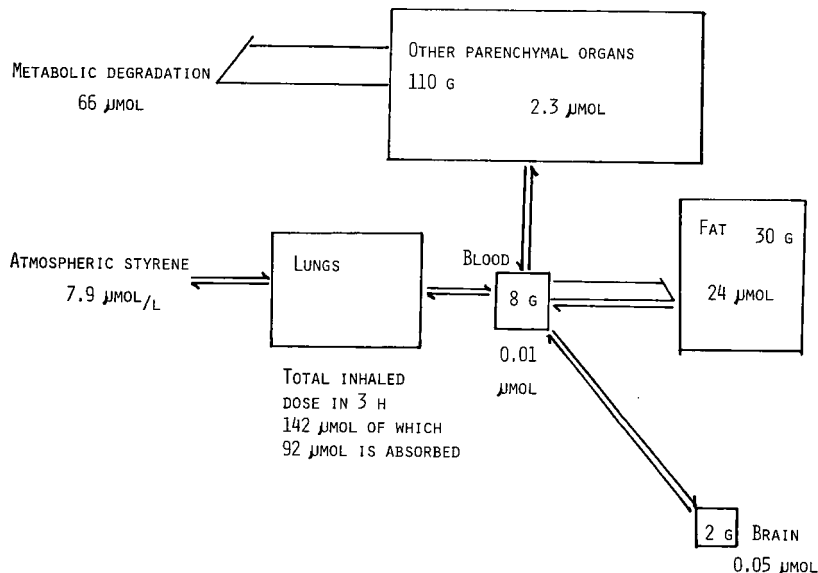 OTHER PARENCHYMAL ORGANS
110 G
2.3 µMOL
METABOLIC DEGRADATION
66 µMOL
FAT 30 G
24 µMOL
ATMOSPHERIC STYRENE
7.9 µMOL/L
LUNGS
BLOOD
8 G
0.01
µMOL
TOTAL INHALED
DOSE IN 3 H
142 µMOL OF WHICH
92 µMOL IS ABSORBED
2 G BRAIN
0.05 µMOL